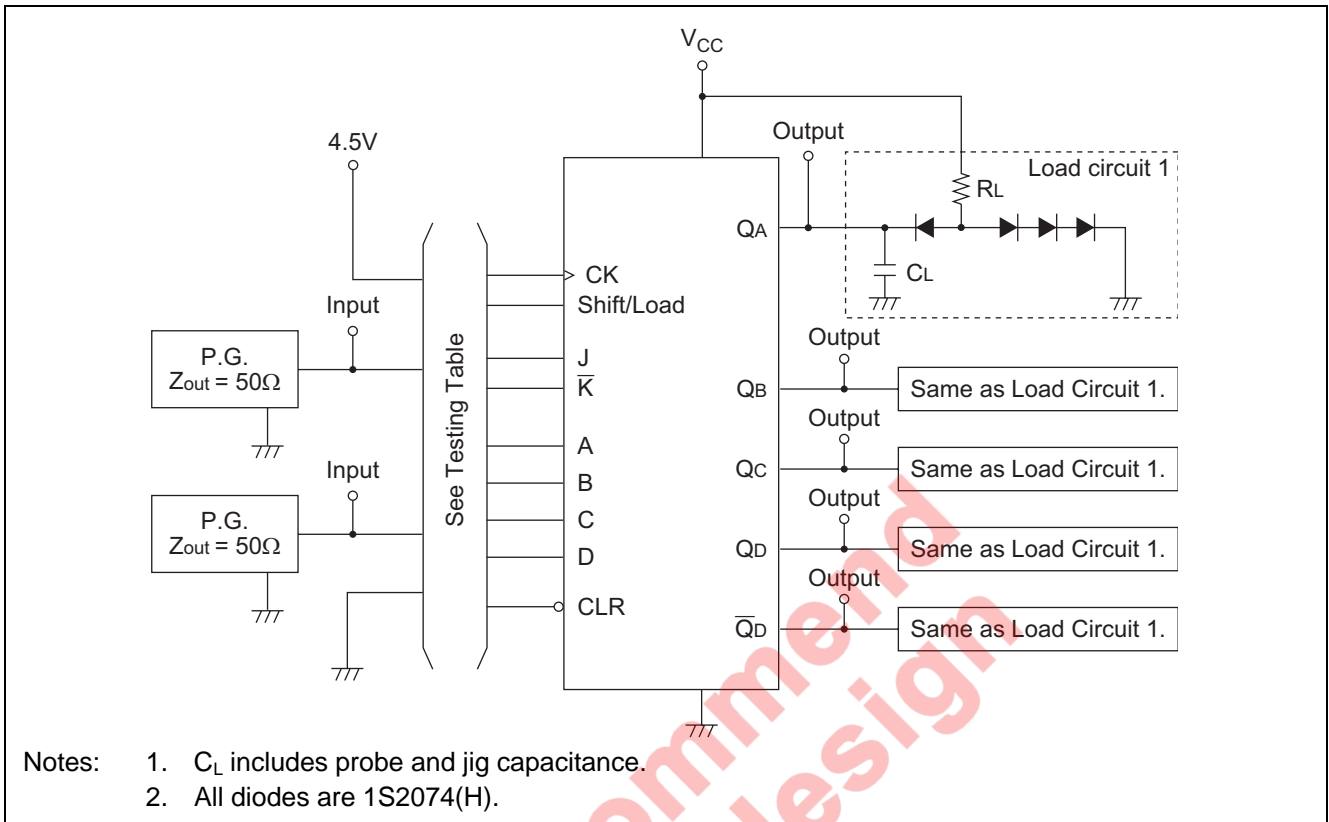 VCC
4.5V
Output
Load circuit 1
RL
QA
CL
CK
Shift/Load
Input
P.G.
Zout = 50Ω
J
K̅
Output
QB
Same as Load Circuit 1.
See Testing Table
A
Output
QC
Same as Load Circuit 1.
Input
B
P.G.
Zout = 50Ω
C
Output
QD
Same as Load Circuit 1.
D
Output
CLR
Q̅D
Same as Load Circuit 1.
Notes: 1. CL includes probe and jig capacitance.
2. All diodes are 1S2074(H).